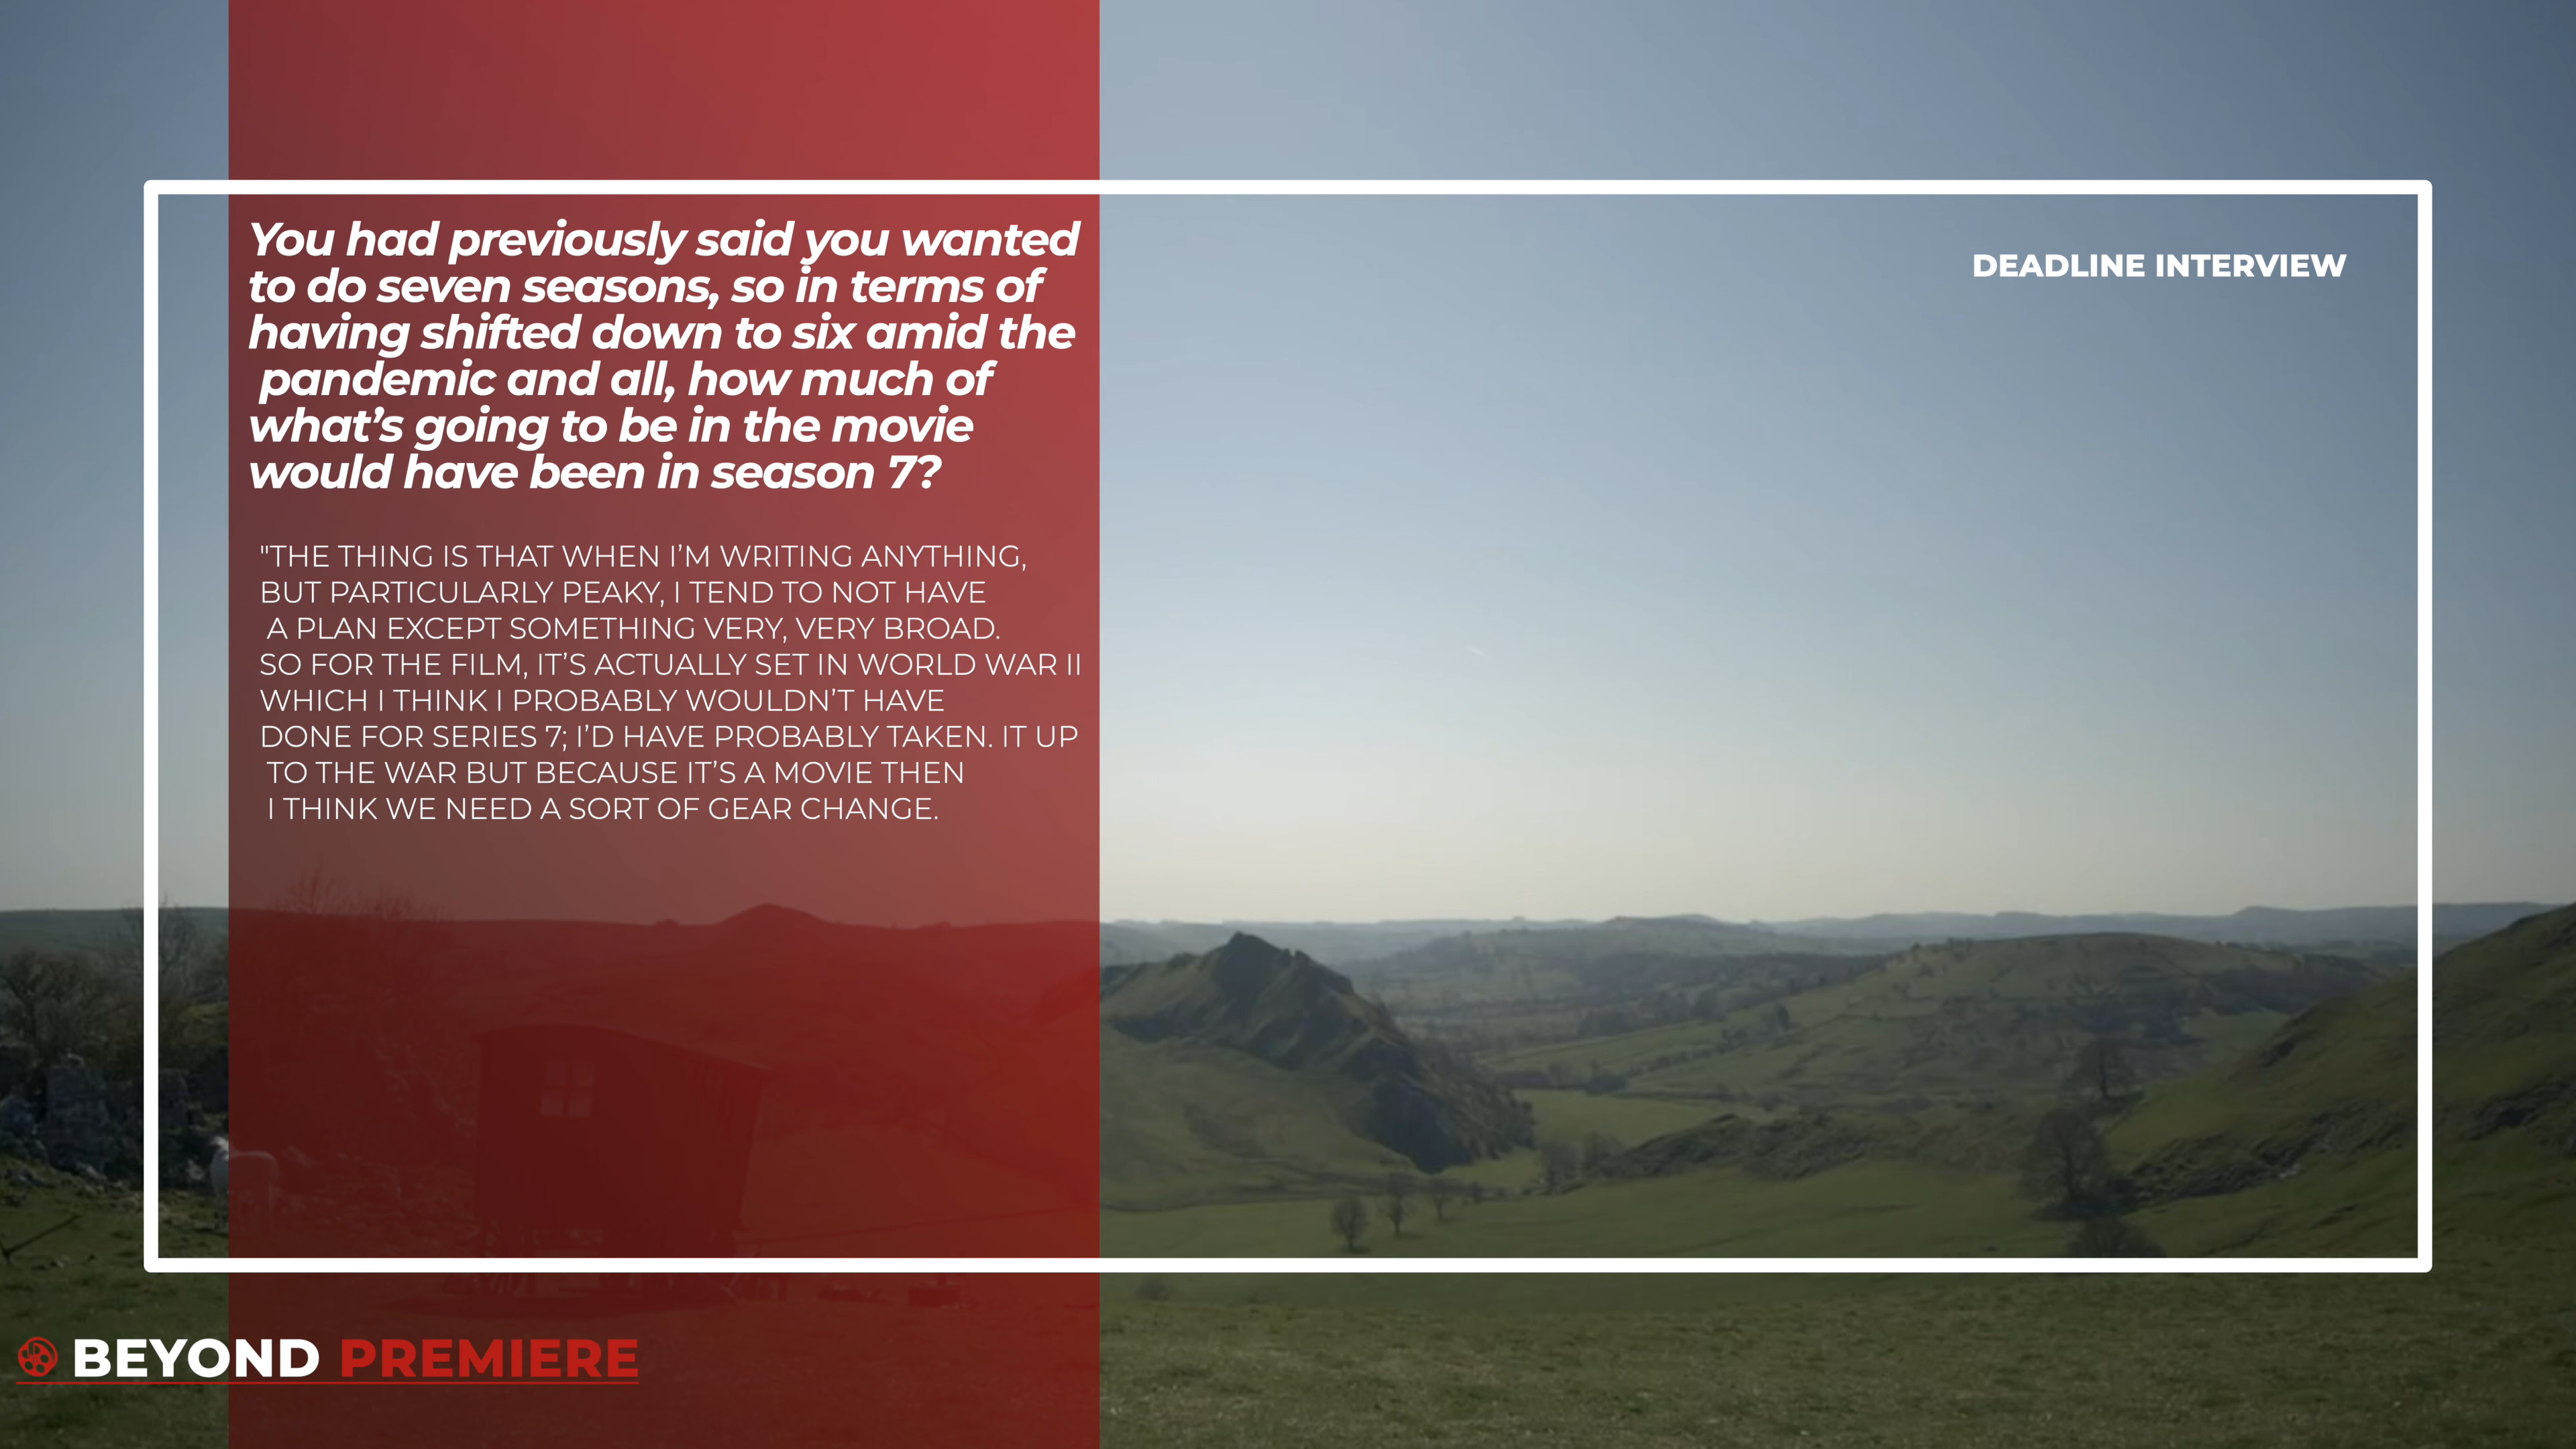 You had previously said you wanted
to do seven seasons, so in terms of
having shifted down to six amid the
pandemic and all, how much of
what’s going to be in the movie
would have been in season 7?
"THE THING IS THAT WHEN I’M WRITING ANYTHING,
BUT PARTICULARLY PEAKY, I TEND TO NOT HAVE
A PLAN EXCEPT SOMETHING VERY, VERY BROAD.
SO FOR THE FILM, IT’S ACTUALLY SET IN WORLD WAR II
WHICH I THINK I PROBABLY WOULDN’T HAVE
DONE FOR SERIES 7; I’D HAVE PROBABLY TAKEN. IT UP
TO THE WAR BUT BECAUSE IT’S A MOVIE THEN
I THINK WE NEED A SORT OF GEAR CHANGE.
DEADLINE INTERVIEW
BEYOND PREMIERE